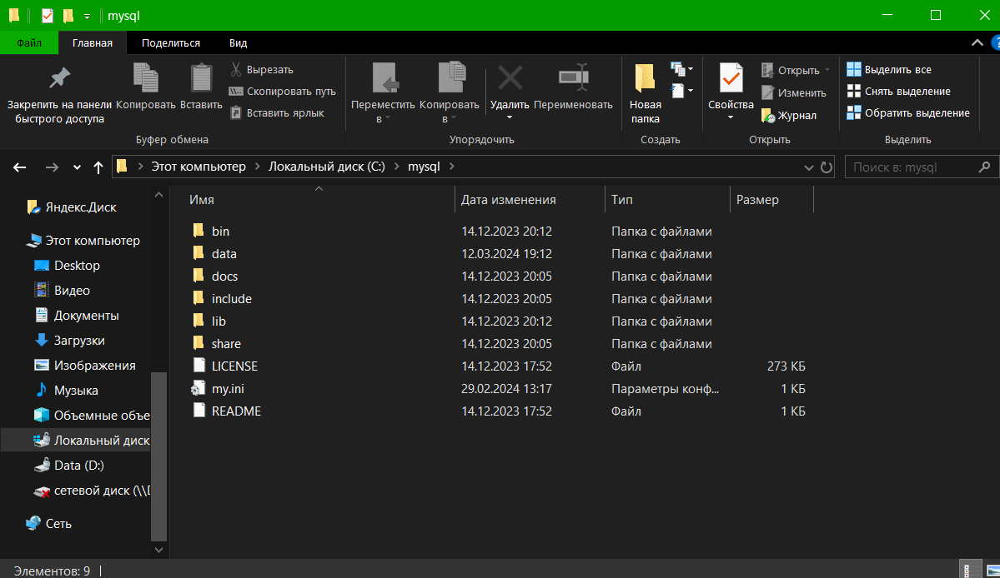 mysql
Файл Главная Поделиться Вид
Закрепить на панели быстрого доступа
Копировать
Вставить
Вырезать
Скопировать путь
Вставить ярлык
Буфер обмена
Переместить в
Копировать в
Удалить
Переименовать
Упорядочить
Новая папка
Создать
Свойства
Открыть
Изменить
Журнал
Открыть
Выделить все
Снять выделение
Обратить выделение
Выделить
Этот компьютер Локальный диск (C:) mysql
Поиск в: mysql
Яндекс.Диск
Этот компьютер
Desktop
Видео
Документы
Загрузки
Изображения
Музыка
Объемные объе
Локальный диск
Data (D:)
сетевой диск (\\
Сеть
Имя Дата изменения Тип Размер
bin 14.12.2023 20:12 Папка с файлами
data 12.03.2024 19:12 Папка с файлами
docs 14.12.2023 20:05 Папка с файлами
include 14.12.2023 20:05 Папка с файлами
lib 14.12.2023 20:12 Папка с файлами
share 14.12.2023 20:05 Папка с файлами
LICENSE 14.12.2023 17:52 Файл 273 КБ
my.ini 29.02.2024 13:17 Параметры конф... 1 КБ
README 14.12.2023 17:52 Файл 1 КБ
Элементов: 9